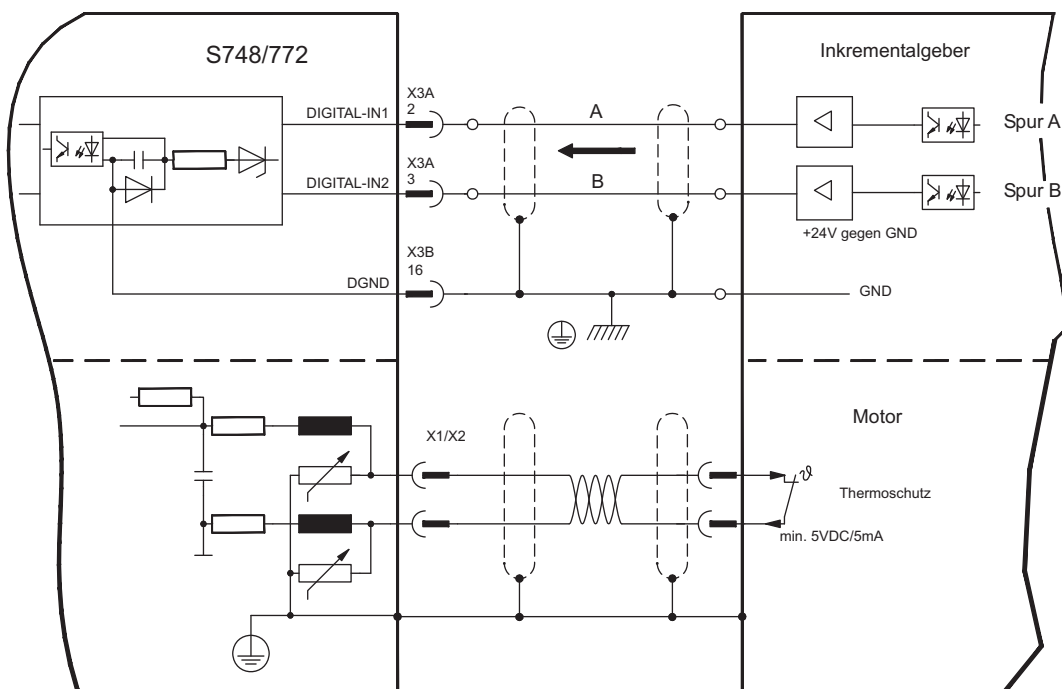 S748/772
Inkrementalgeber
X3A
2
DIGITAL-IN1
A
Spur A
X3A
3
DIGITAL-IN2
B
Spur B
+24V gegen GND
X3B
16
DGND
GND
Motor
X1/X2
ϑ
Thermoschutz
min. 5VDC/5mA